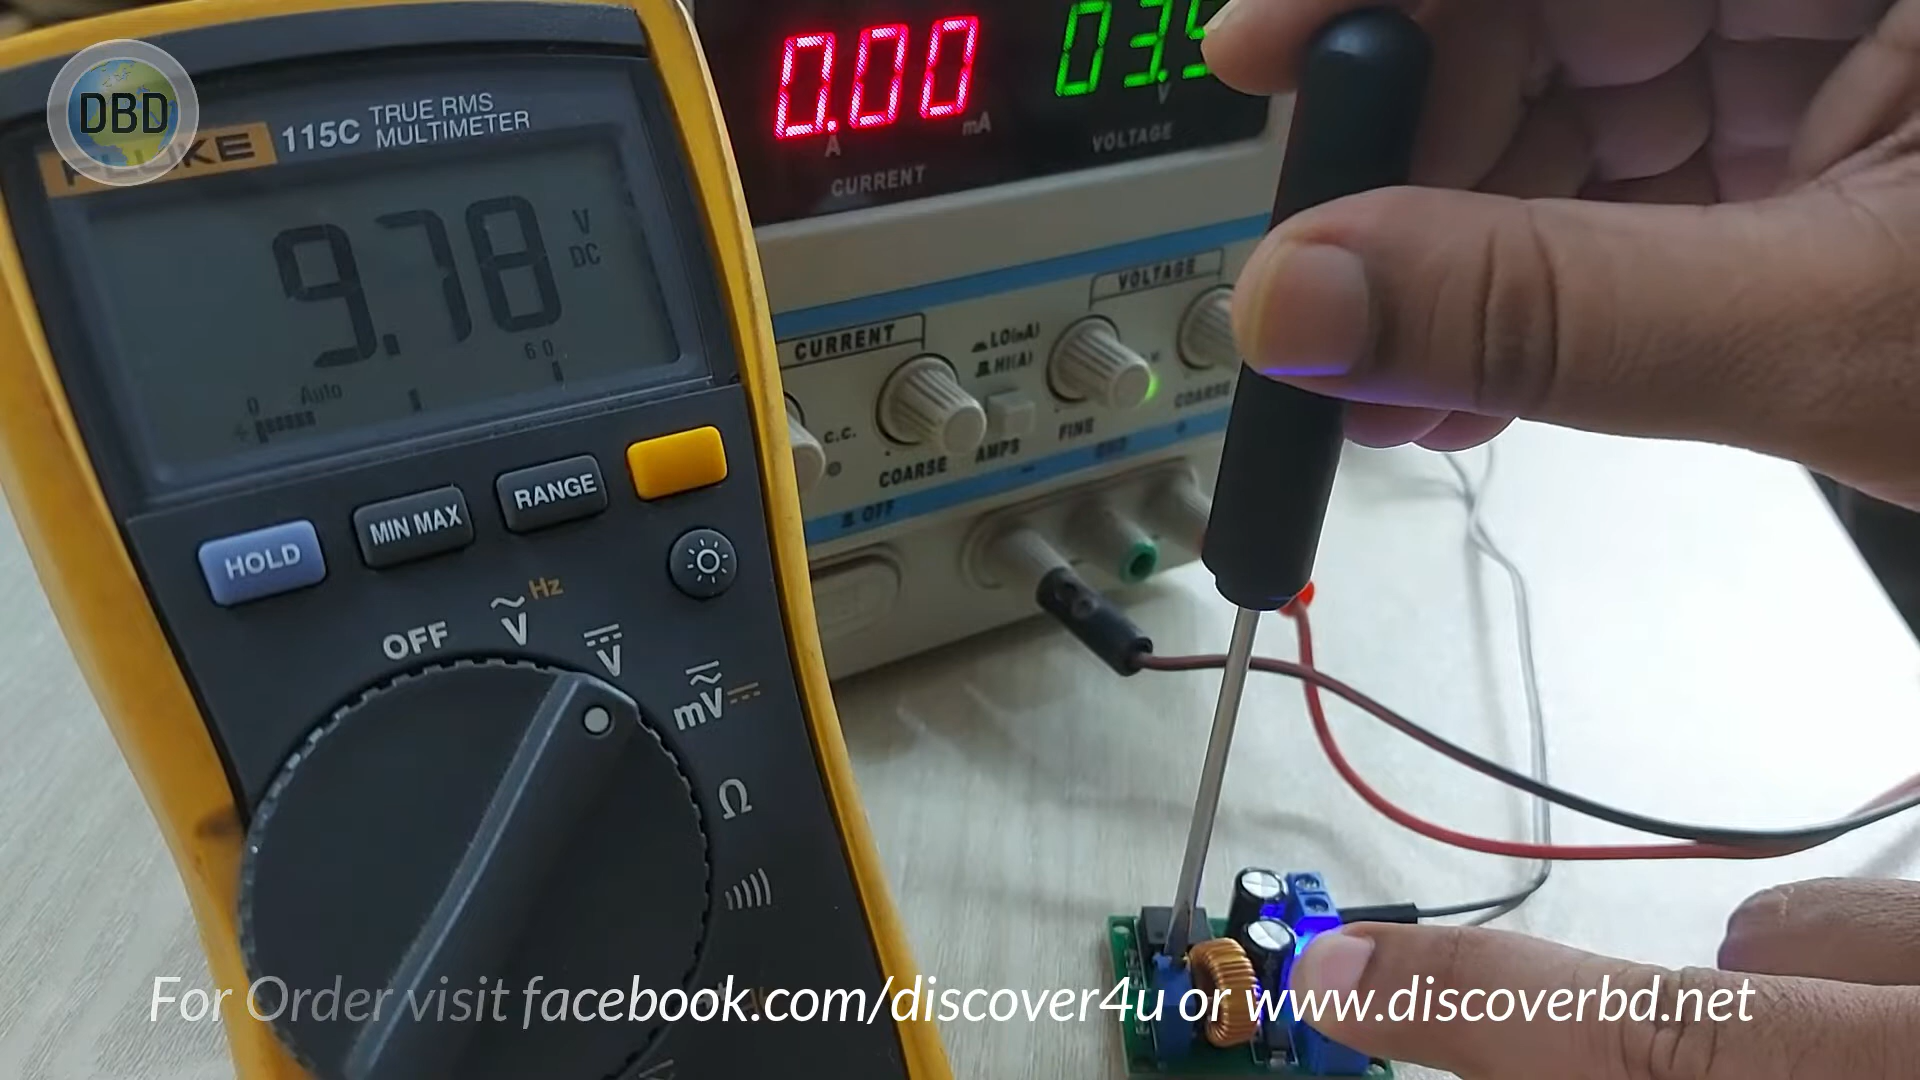 DBD
FLUKE 115C TRUE RMS
MULTIMETER
9.78 V
DC
60
0 Auto
HOLD
MIN MAX
RANGE
OFF
V Hz
V
mV
Ω
0.00
A
mA
CURRENT
03.
V
VOLTAGE
CURRENT
LO(mA)
HI(A)
VOLTAGE
C.C.
COARSE
AMPS
FINE
COARSE
OFF
For Order visit facebook.com/discover4u or www.discoverbd.net